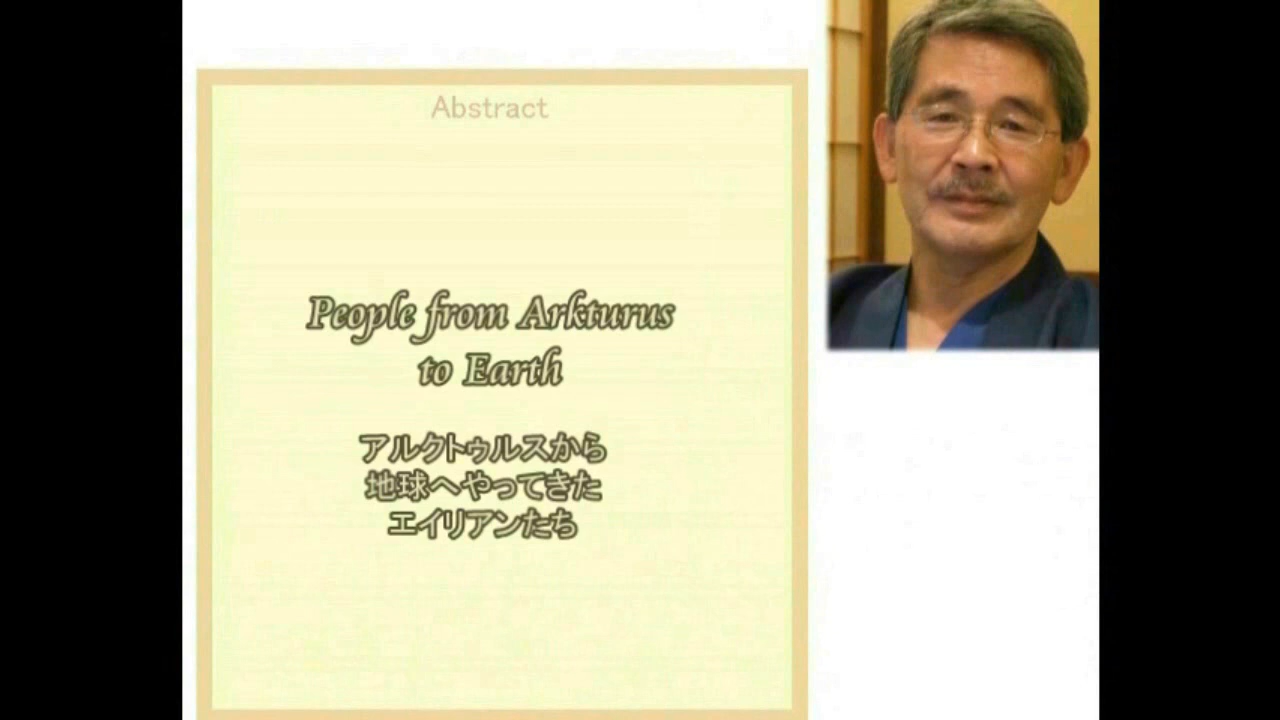 Abstract
People from Arkturus
to Earth
アルクトゥルスから
地球へやってきた
エイリアンたち